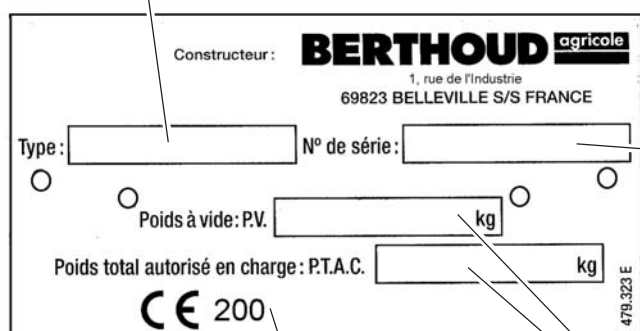 Constructeur : BERTHOUD agricole
1, rue de l'Industrie
69823 BELLEVILLE S/S FRANCE
Type : N° de série :
Poids à vide : P.V. kg
Poids total autorisé en charge : P.T.A.C. kg
CE 200
479.323 E